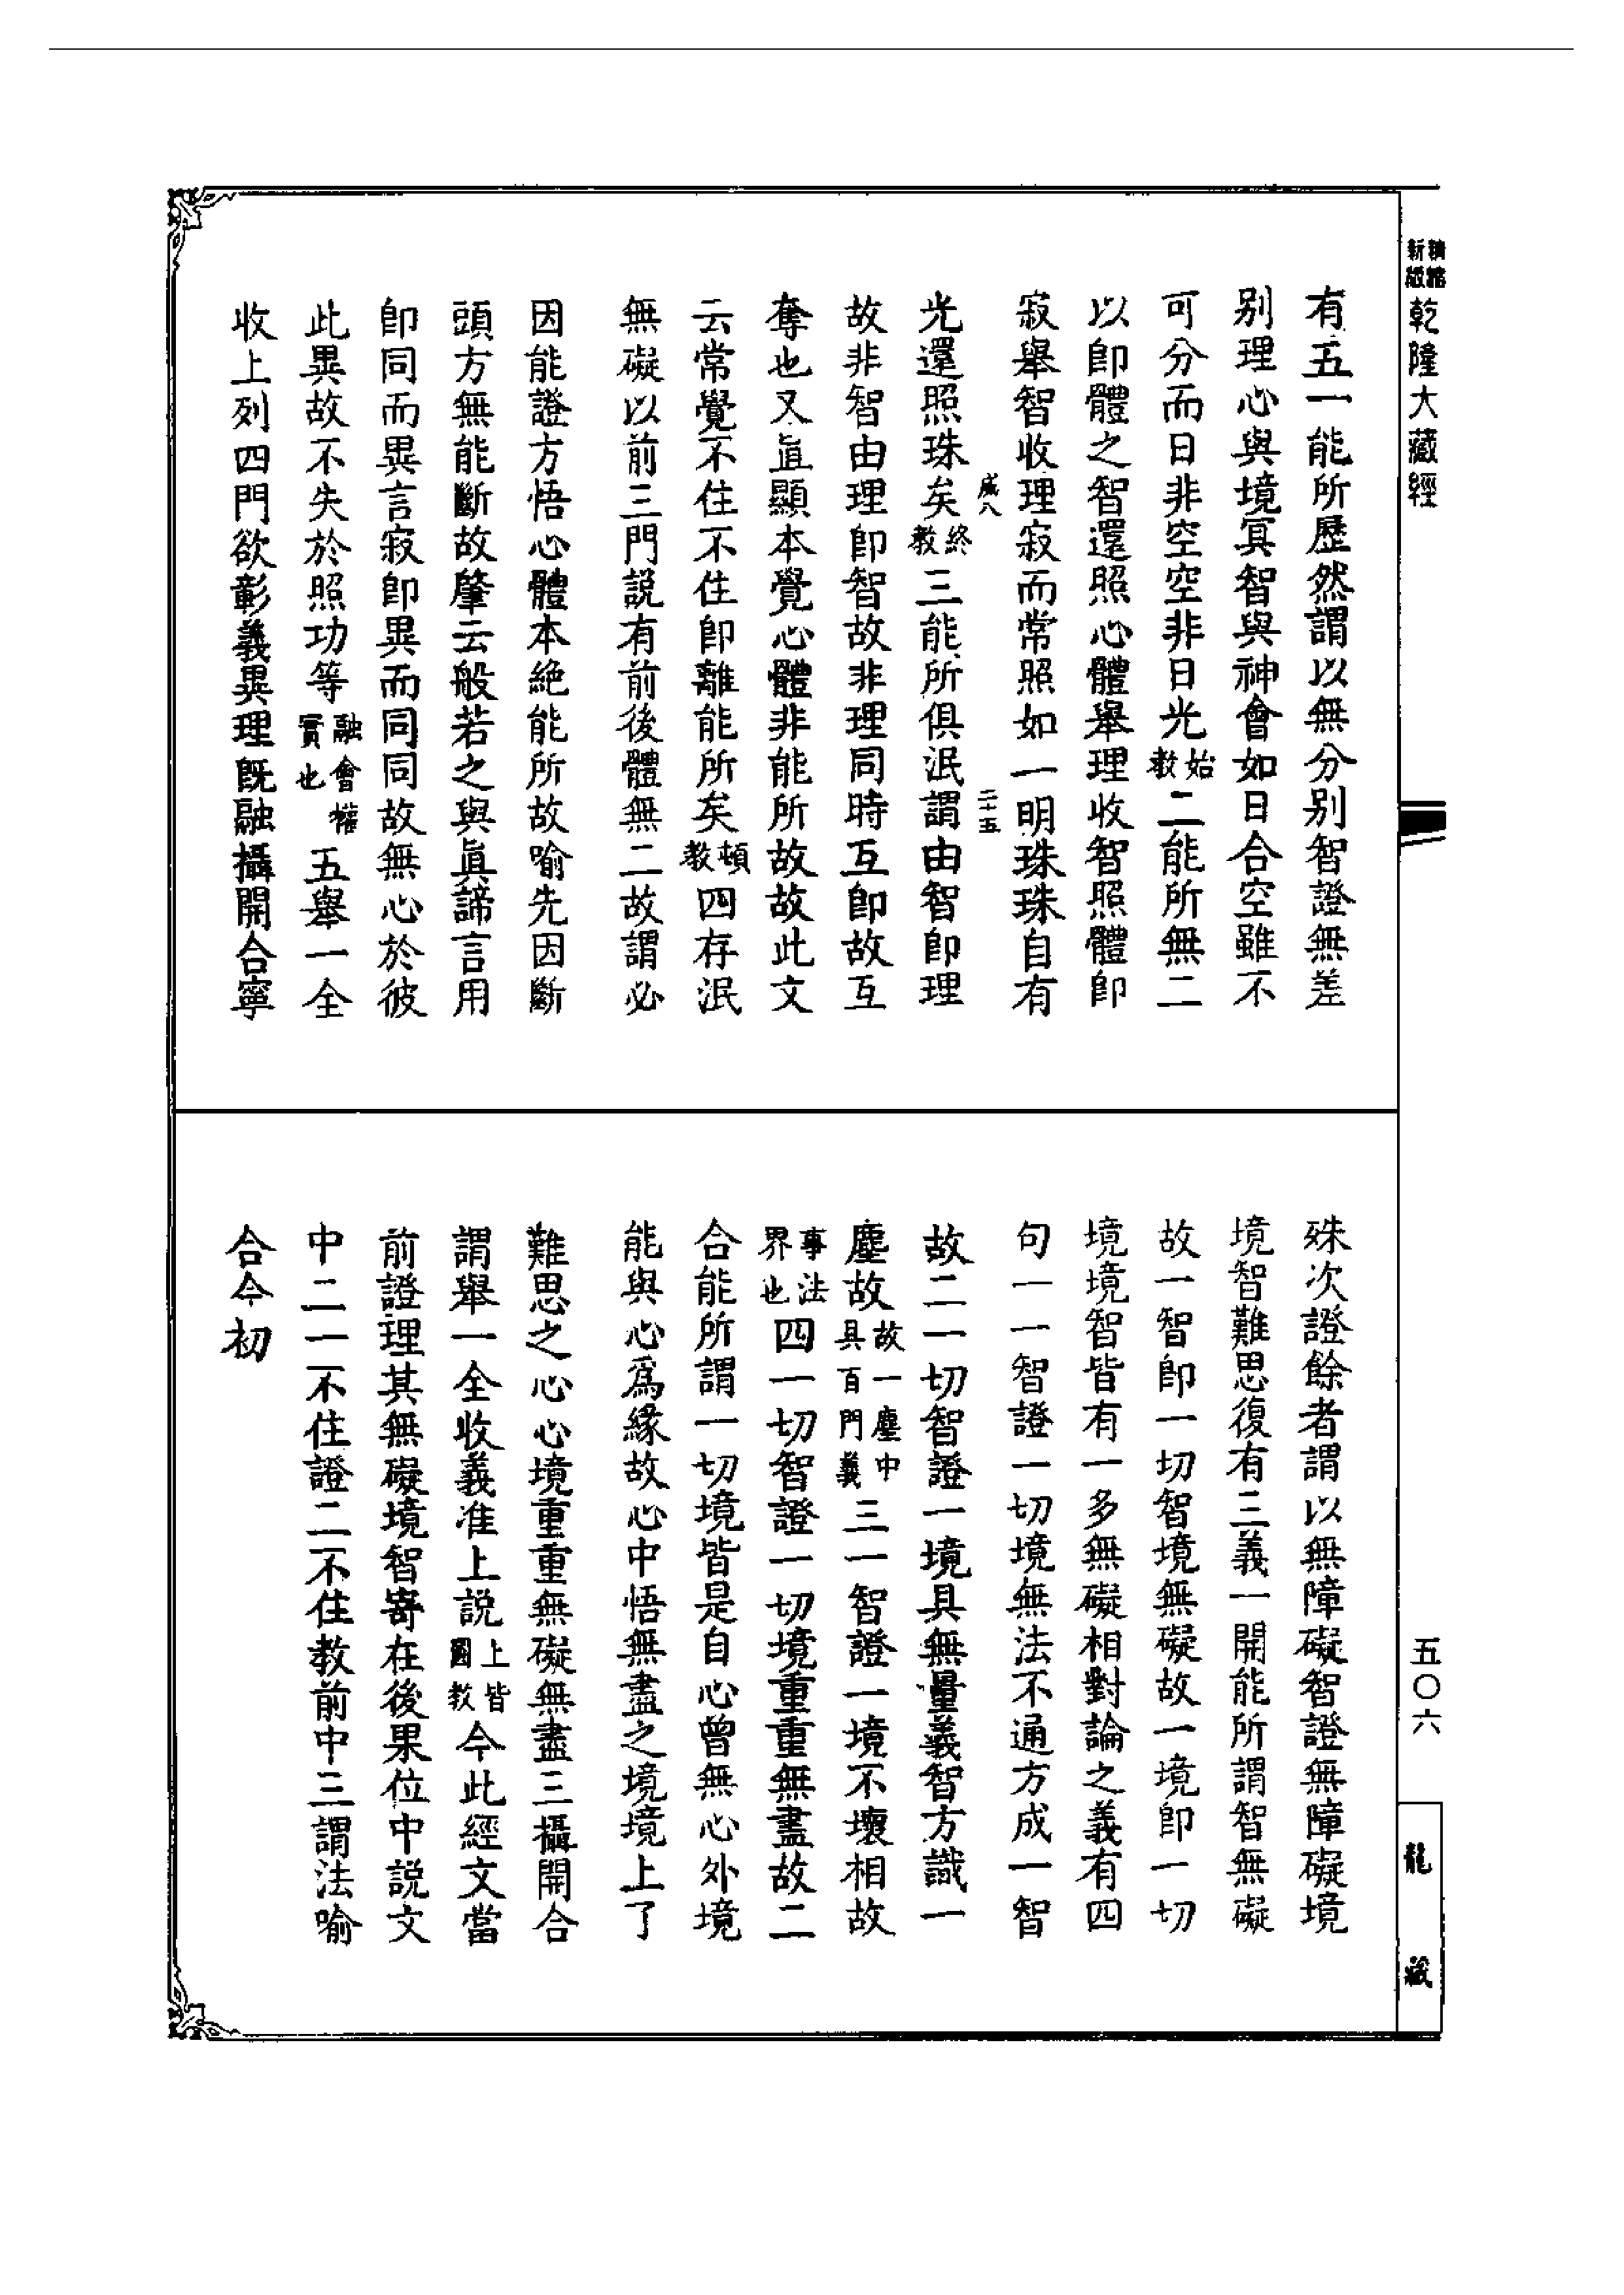 精縮
新版
乾隆大藏經
有五一能所歷然謂以無分别智證無差
别理心與境冥智與神會如日合空雖不
可分而日非空空非日光始教二能所無二
以卽體之智還照心體舉理收智照體卽
寂舉智收理寂而常照如一明珠珠自有
咸八
二十五
光還照珠矣終教三能所俱泯謂由智卽理
故非智由理卽智故非理同時互卽故互
奪也又眞顯本覺心體非能所故故此文
云常覺不住不住卽離能所矣頓教四存泯
無礙以前三門說有前後體無二故謂必
因能證方悟心體本絶能所故喻先因斷
頭方無能斷故肇云般若之與眞諦言用
卽同而異言寂卽異而同同故無心於彼
此異故不失於照功等融會權實也五舉一全
收上列四門欲彰義異理旣融攝開合寧
殊次證餘者謂以無障礙智證無障礙境
境智難思復有三義一開能所謂智無礙
故一智卽一切智境無礙故一境卽一切
境境智皆有一多無礙相對論之義有四
句一一智證一切境無法不通方成一智
故二一切智證一境具無量義智方識一
塵故故一塵中具百門義三一智證一境不壞相故
事法界也四一切智證一切境重重無盡故二
合能所謂一切境皆是自心曾無心外境
能與心爲緣故心中悟無盡之境境上了
難思之心心境重重無礙無盡三攝開合
謂舉一全收義准上說上皆圓教今此經文當
前證理其無礙境智寄在後果位中說文
中二一不住證二不住教前中三謂法喻
合今初
五〇六
龍藏